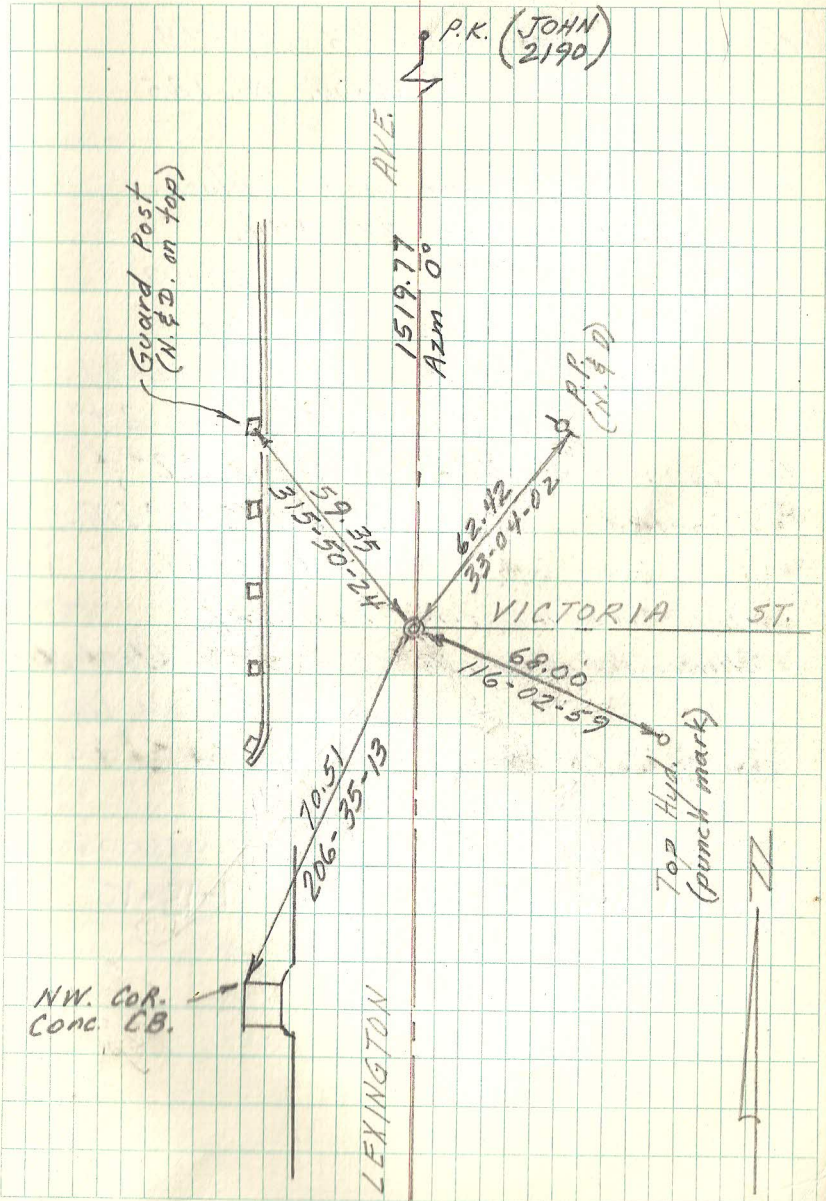 P.K. (JOHN
2190)
AVE.
Guard Post
(N.&D. on top)
1519.77
Azm 0°
P.P.
(N.&D)
59.35
315-50-24
62.42
33-04-02
VICTORIA ST.
68.00
116-02-59
70.51
206-35-13
Top Hyd.
(punch mark)
N
NW. COR.
Conc. CB.
LEXINGTON